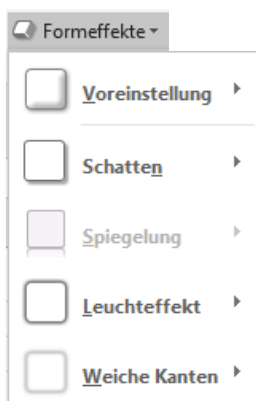 Formeffekte
Voreinstellung
Schatten
Spiegelung
Leuchteffekt
Weiche Kanten